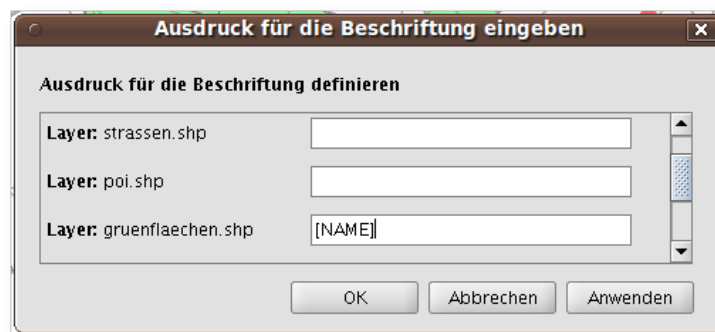 Ausdruck für die Beschriftung eingeben
Ausdruck für die Beschriftung definieren
Layer: strassen.shp
Layer: poi.shp
Layer: gruenflaechen.shp [NAME]
OK Abbrechen Anwenden